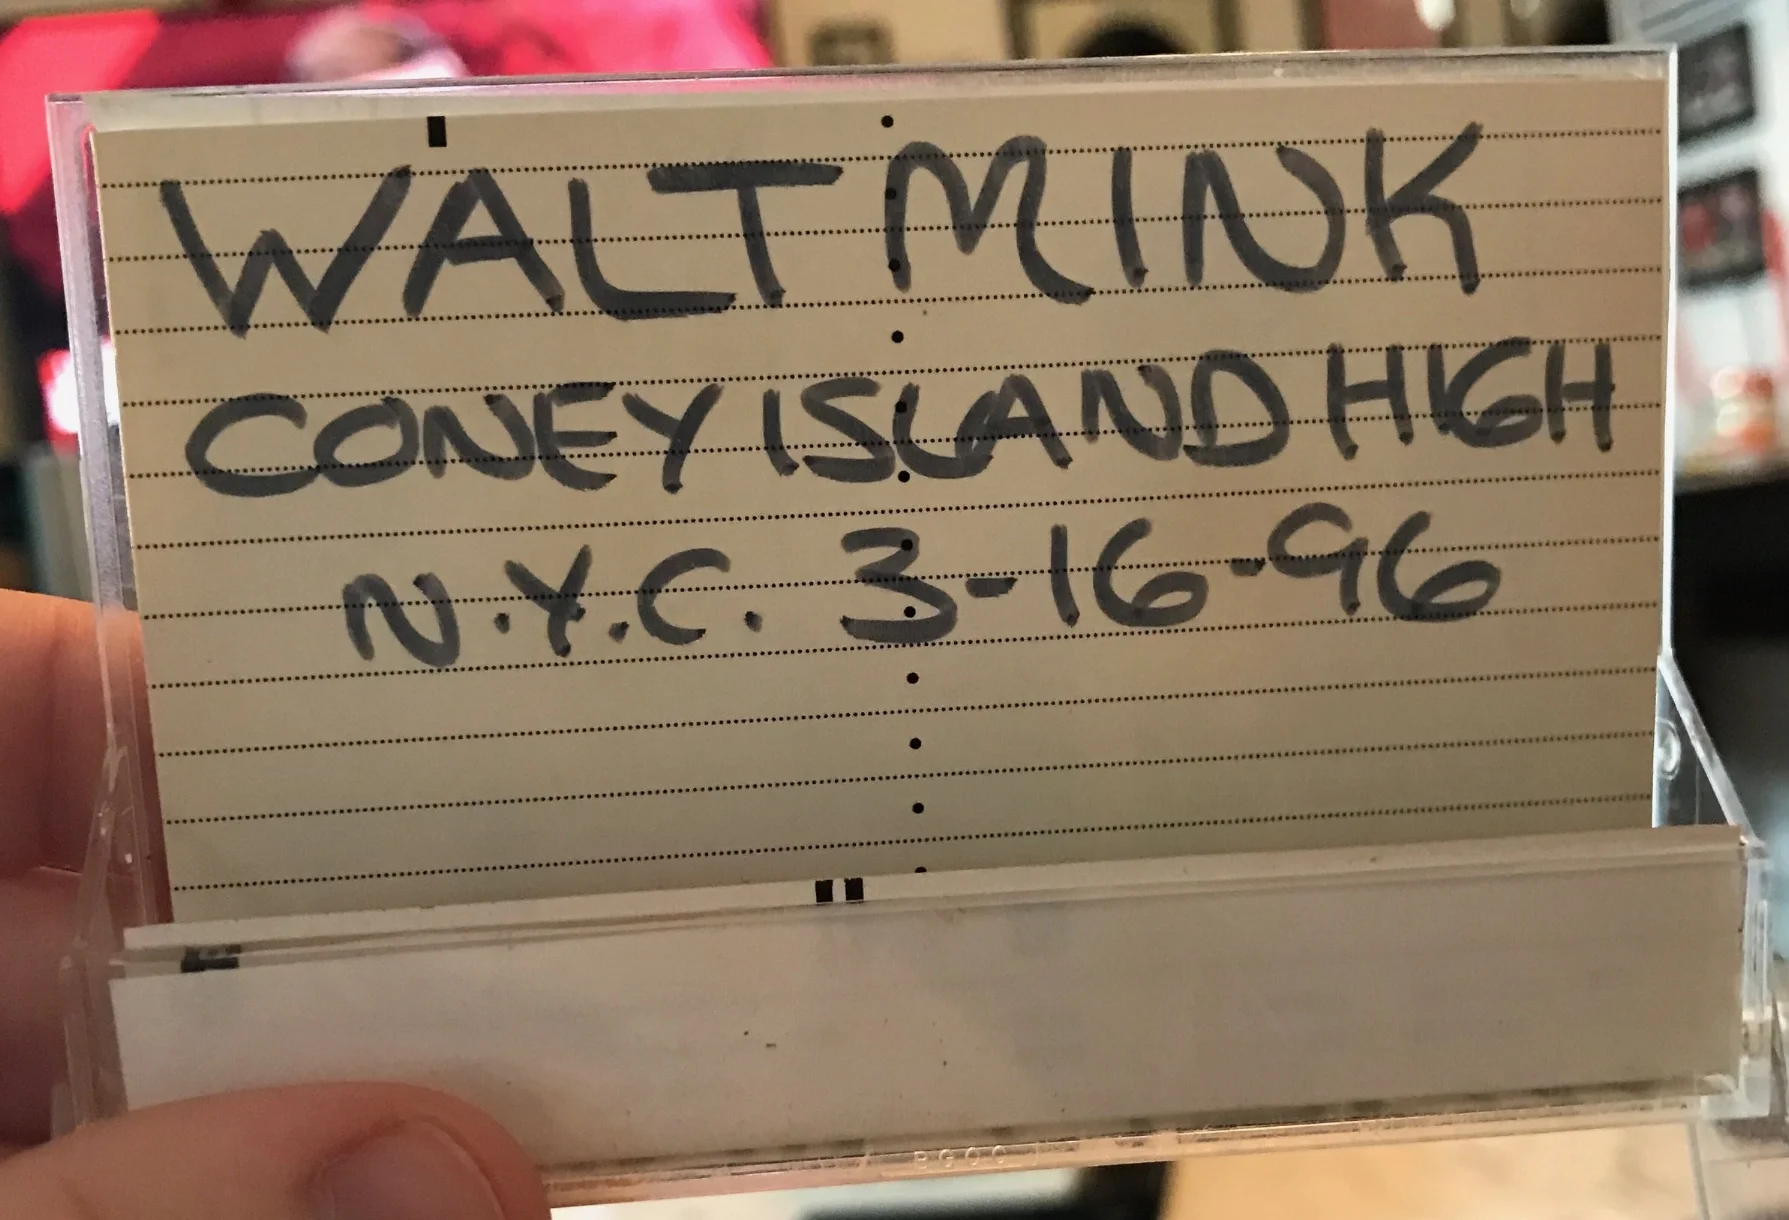 WALT MINK
CONEY ISLAND HIGH
N.Y.C. 3-16-96